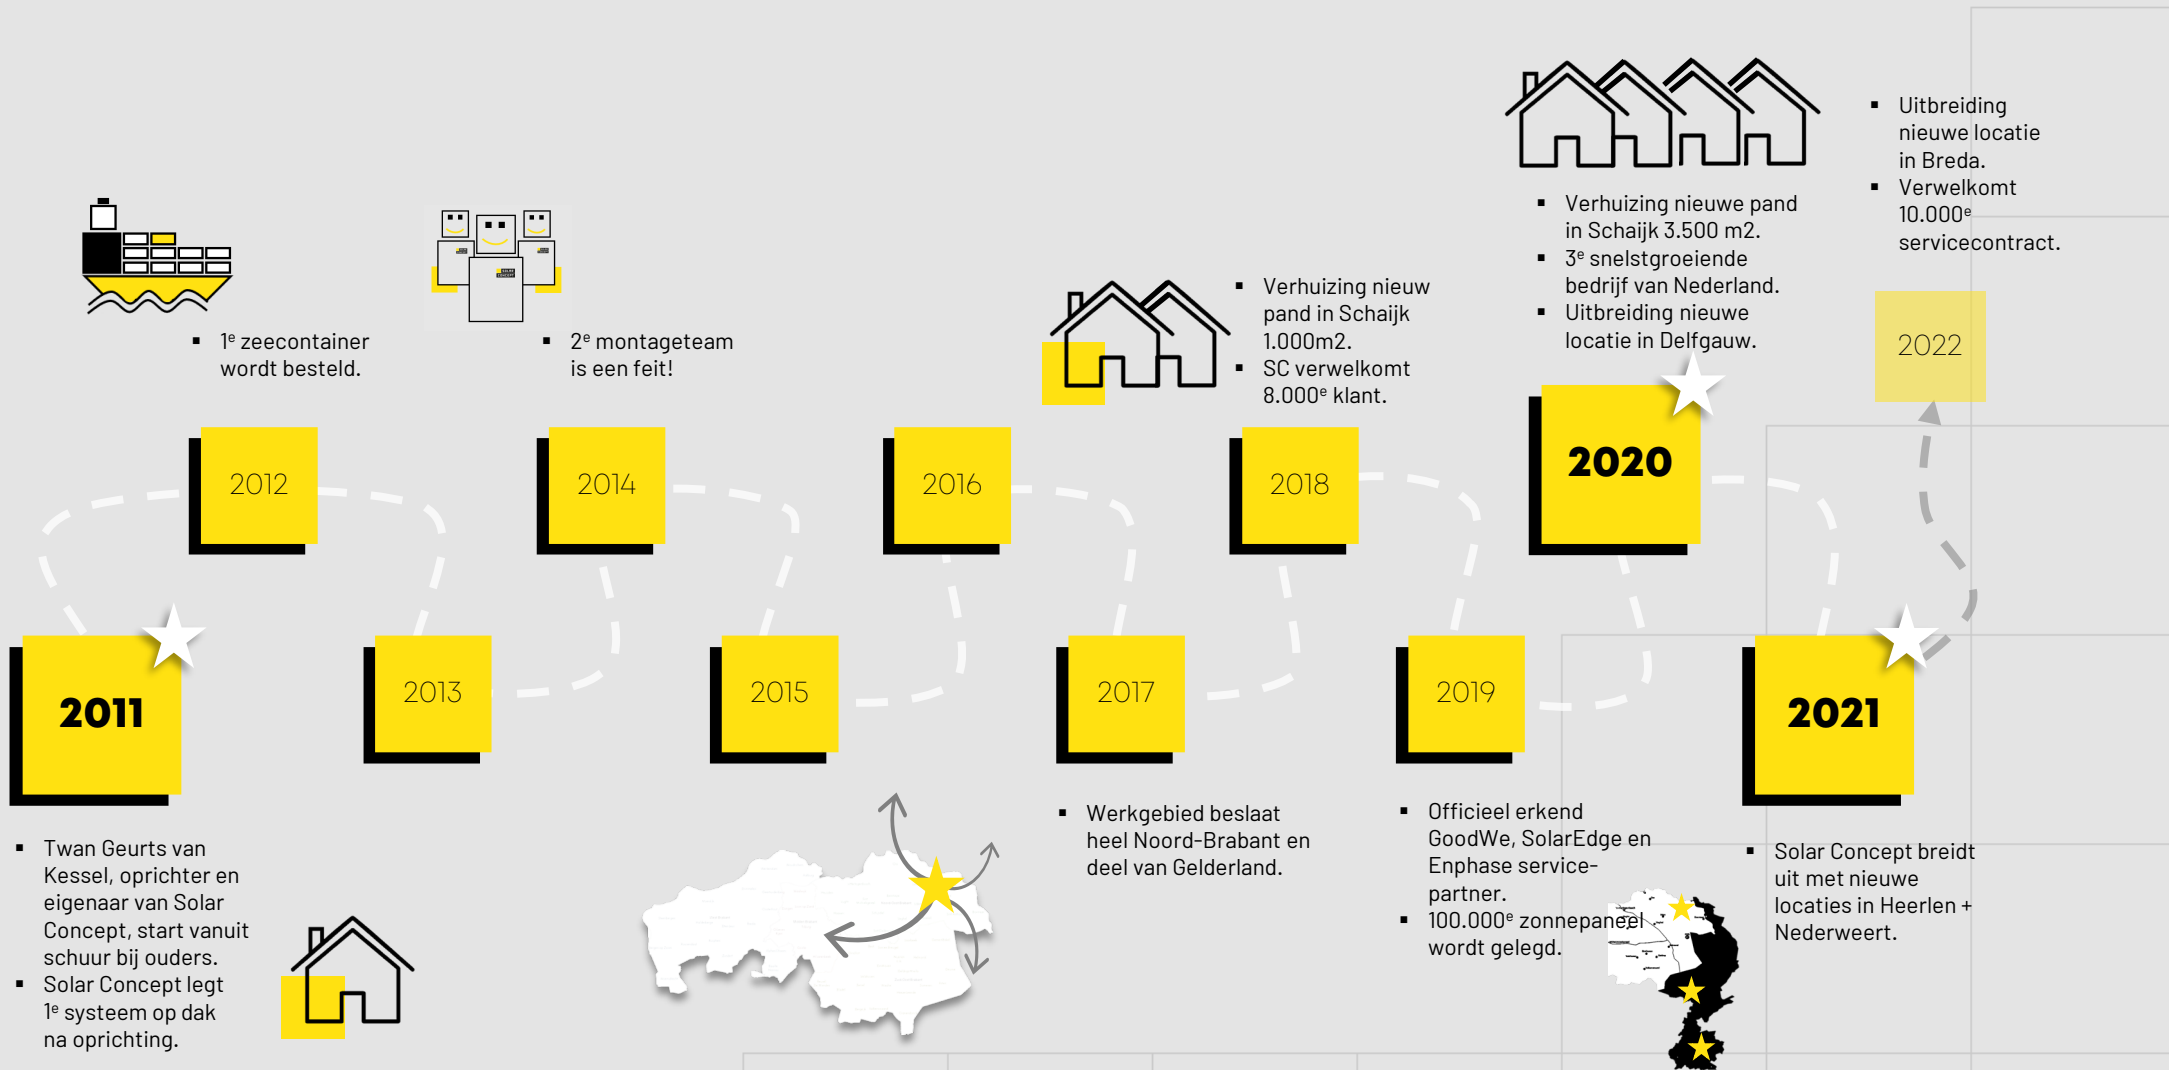 2011
▪ Twan Geurts van
Kessel, oprichter en
eigenaar van Solar
Concept, start vanuit
schuur bij ouders.
▪ Solar Concept legt
1e systeem op dak
na oprichting.
▪ 1e zeecontainer
wordt besteld.
2012
2013
▪ 2e montageteam
is een feit!
2014
2015
2016
2017
▪ Werkgebied beslaat
heel Noord-Brabant en
deel van Gelderland.
▪ Verhuizing nieuw
pand in Schaijk
1.000m2.
▪ SC verwelkomt
8.000e klant.
2018
2019
▪ Officieel erkend
GoodWe, SolarEdge en
Enphase service-
partner.
▪ 100.000e zonnepaneel
wordt gelegd.
▪ Verhuizing nieuwe pand
in Schaijk 3.500 m2.
▪ 3e snelstgroeiende
bedrijf van Nederland.
▪ Uitbreiding nieuwe
locatie in Delfgauw.
2020
2021
▪ Solar Concept breidt
uit met nieuwe
locaties in Heerlen +
Nederweert.
▪ Uitbreiding
nieuwe locatie
in Breda.
▪ Verwelkomt
10.000e
servicecontract.
2022